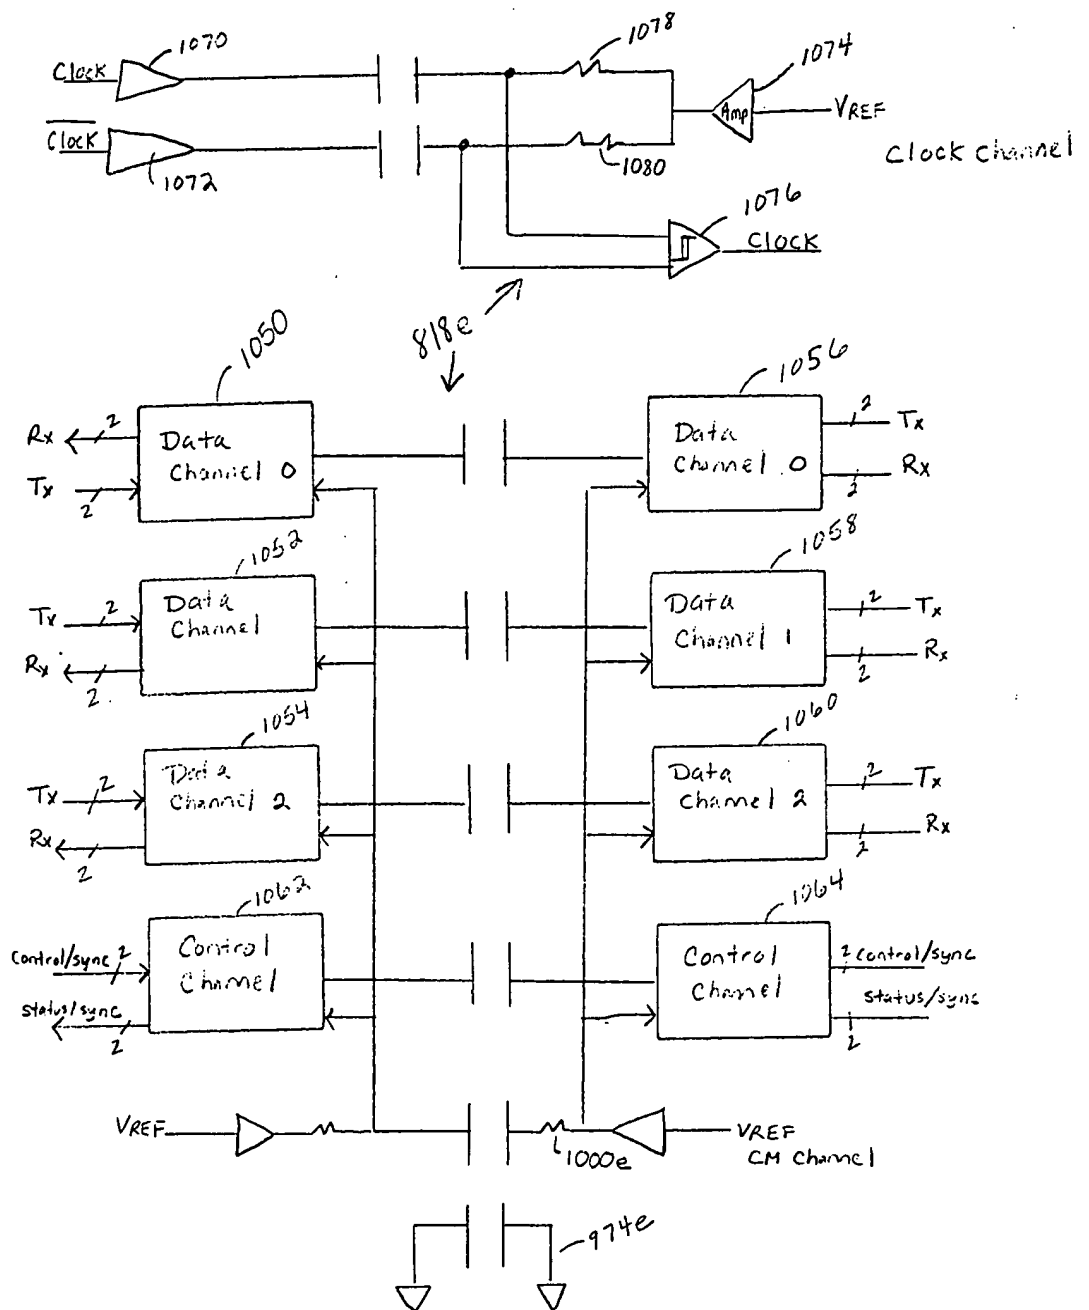 1070
Clock
1078
1074
Amp
VREF
Clock
1072
1080
Clock Channel
1076
Clock
818e
1050
1056
Rx 2
Data
Channel 0
Tx 2
Data
Channel 0
2 Tx
2 Rx
1052
1058
Tx 2
Data
Channel
Rx 2
Data
Channel 1
2 Tx
2 Rx
1054
1060
Tx 2
Data
Channel 2
Rx 2
Data
Channel 2
2 Tx
2 Rx
1062
1064
Control/sync 2
Control
Channel
Status/sync 2
Control
Channel
2 Control/sync
Status/sync
2
VREF
1000e
VREF
CM Channel
974e